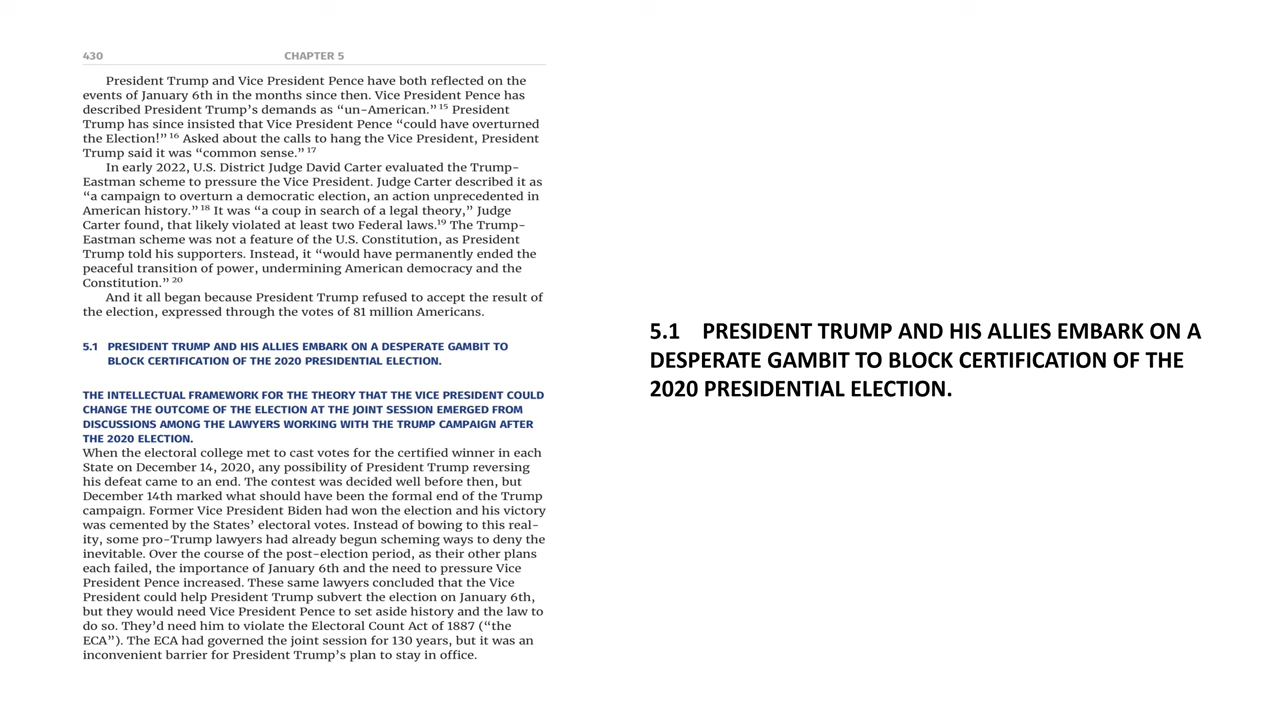 430 CHAPTER 5
President Trump and Vice President Pence have both reflected on the
events of January 6th in the months since then. Vice President Pence has
described President Trump’s demands as “un-American.” 15 President
Trump has since insisted that Vice President Pence “could have overturned
the Election!” 16 Asked about the calls to hang the Vice President, President
Trump said it was “common sense.” 17
In early 2022, U.S. District Judge David Carter evaluated the Trump-
Eastman scheme to pressure the Vice President. Judge Carter described it as
“a campaign to overturn a democratic election, an action unprecedented in
American history.” 18 It was “a coup in search of a legal theory,” Judge
Carter found, that likely violated at least two Federal laws.19 The Trump-
Eastman scheme was not a feature of the U.S. Constitution, as President
Trump told his supporters. Instead, it “would have permanently ended the
peaceful transition of power, undermining American democracy and the
Constitution.” 20
And it all began because President Trump refused to accept the result of
the election, expressed through the votes of 81 million Americans.
5.1 PRESIDENT TRUMP AND HIS ALLIES EMBARK ON A DESPERATE GAMBIT TO
BLOCK CERTIFICATION OF THE 2020 PRESIDENTIAL ELECTION.
THE INTELLECTUAL FRAMEWORK FOR THE THEORY THAT THE VICE PRESIDENT COULD
CHANGE THE OUTCOME OF THE ELECTION AT THE JOINT SESSION EMERGED FROM
DISCUSSIONS AMONG THE LAWYERS WORKING WITH THE TRUMP CAMPAIGN AFTER
THE 2020 ELECTION.
When the electoral college met to cast votes for the certified winner in each
State on December 14, 2020, any possibility of President Trump reversing
his defeat came to an end. The contest was decided well before then, but
December 14th marked what should have been the formal end of the Trump
campaign. Former Vice President Biden had won the election and his victory
was cemented by the States’ electoral votes. Instead of bowing to this real-
ity, some pro-Trump lawyers had already begun scheming ways to deny the
inevitable. Over the course of the post-election period, as their other plans
each failed, the importance of January 6th and the need to pressure Vice
President Pence increased. These same lawyers concluded that the Vice
President could help President Trump subvert the election on January 6th,
but they would need Vice President Pence to set aside history and the law to
do so. They’d need him to violate the Electoral Count Act of 1887 (“the
ECA”). The ECA had governed the joint session for 130 years, but it was an
inconvenient barrier for President Trump’s plan to stay in office.
5.1 PRESIDENT TRUMP AND HIS ALLIES EMBARK ON A
DESPERATE GAMBIT TO BLOCK CERTIFICATION OF THE
2020 PRESIDENTIAL ELECTION.